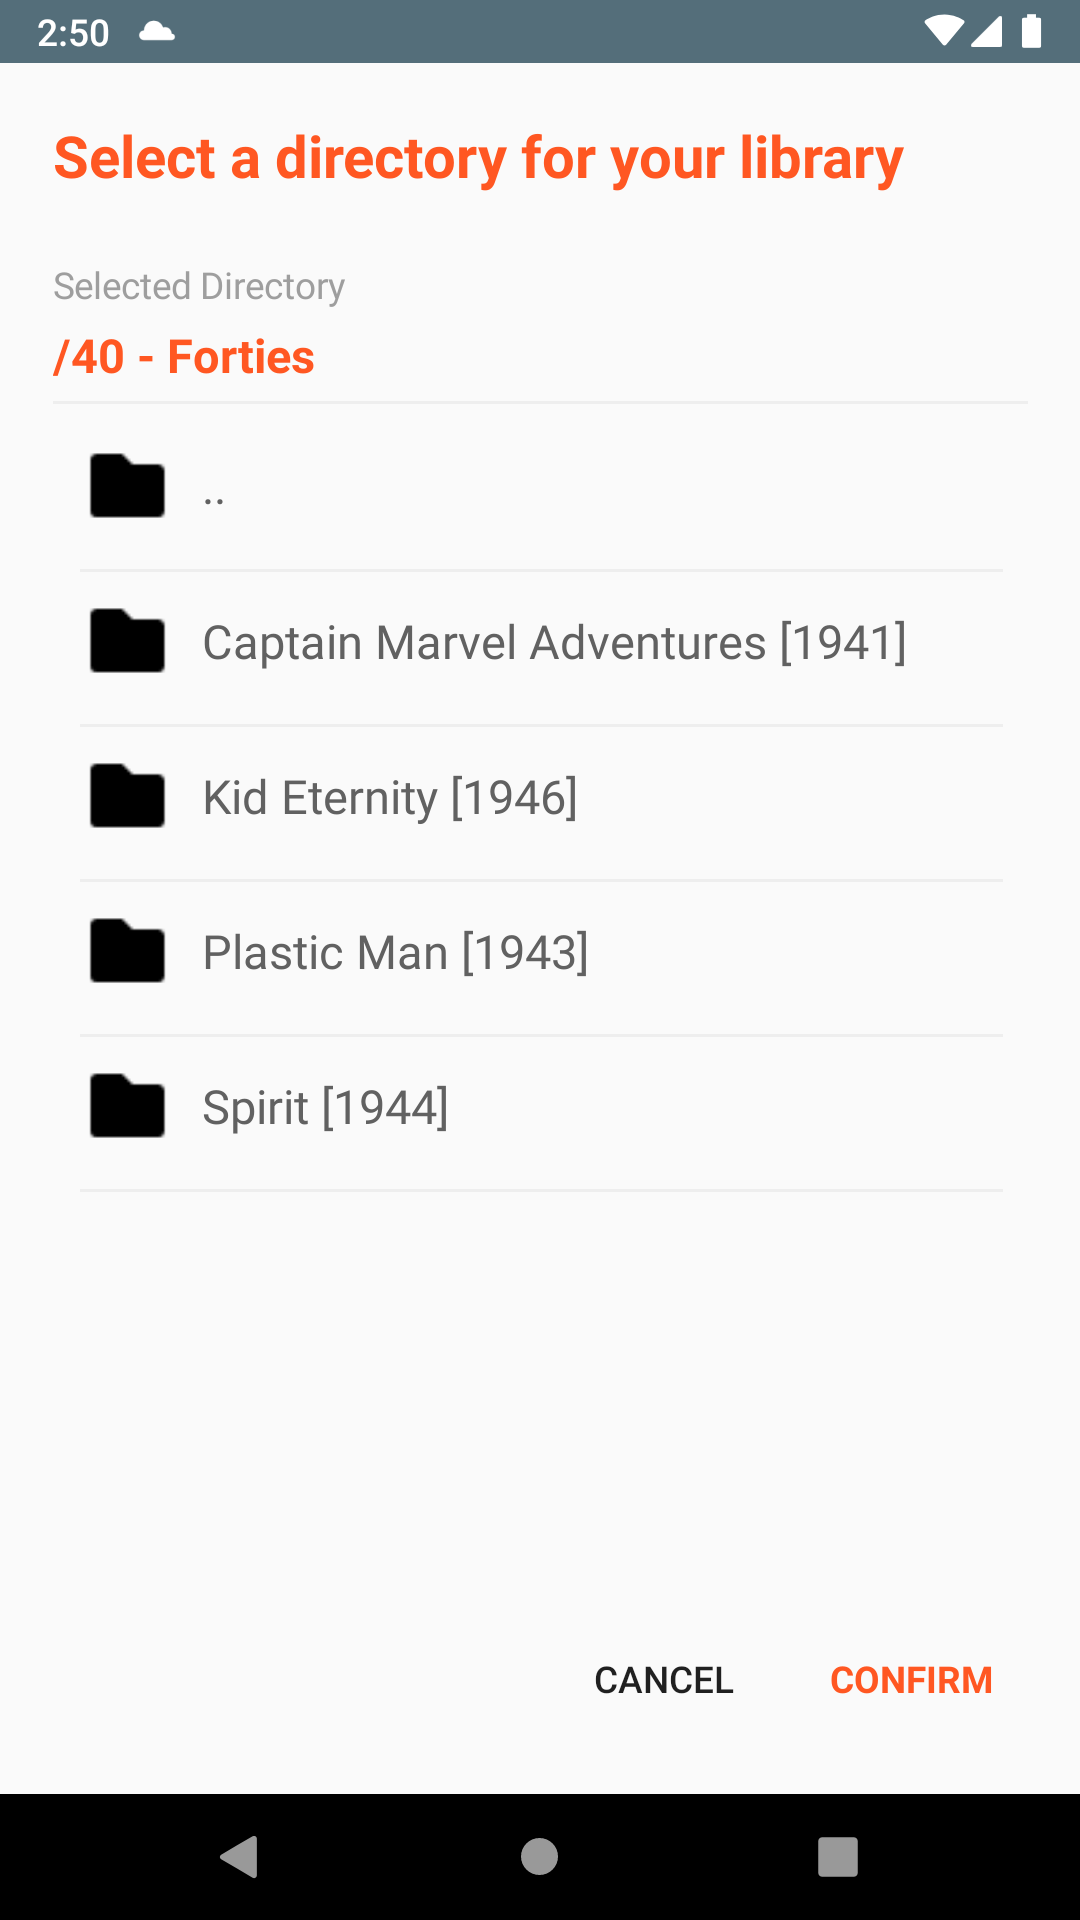 2:50
Select a directory for your library
Selected Directory
/40 - Forties
..
Captain Marvel Adventures [1941]
Kid Eternity [1946]
Plastic Man [1943]
Spirit [1944]
CANCEL CONFIRM